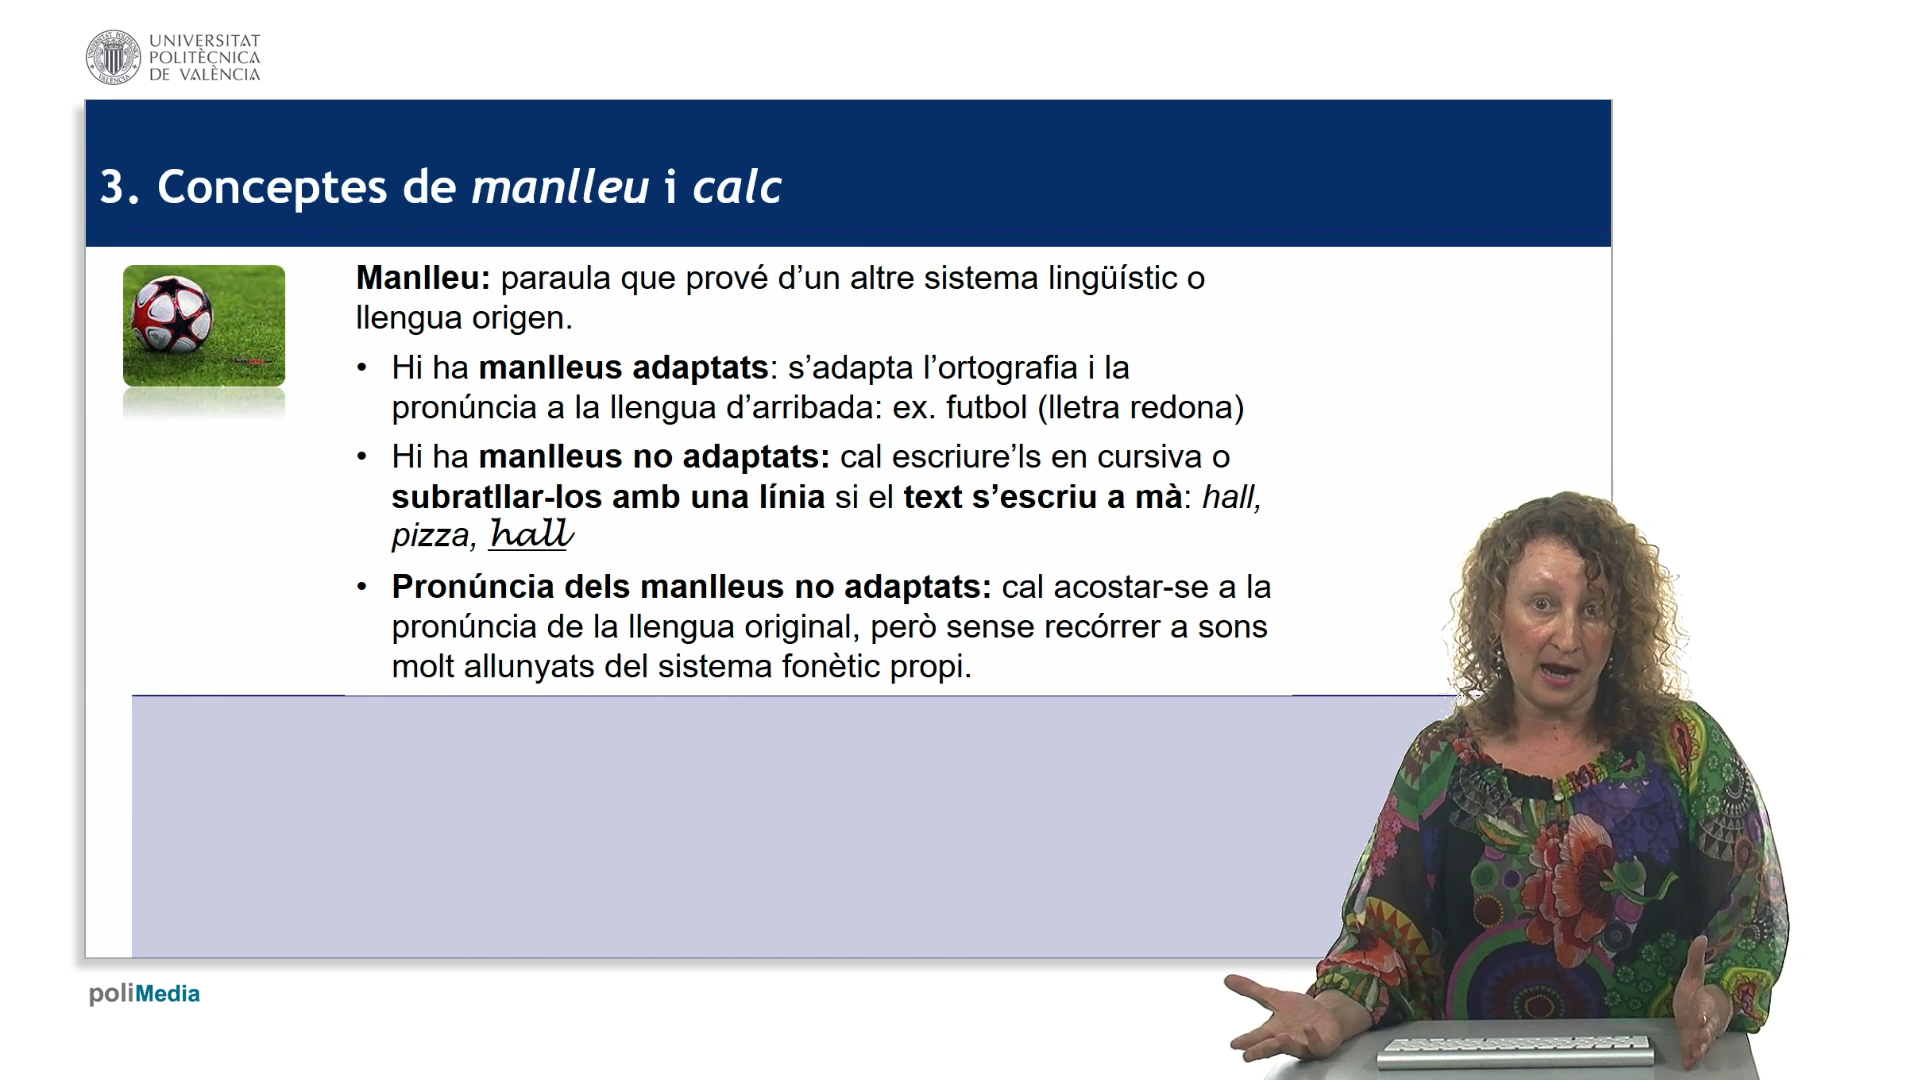 UNIVERSITAT
POLITÈCNICA
DE VALÈNCIA
3. Conceptes de manlleu i calc
Manlleu: paraula que prové d’un altre sistema lingüístic o
llengua origen.
• Hi ha manlleus adaptats: s’adapta l’ortografia i la
pronúncia a la llengua d’arribada: ex. futbol (lletra redona)
• Hi ha manlleus no adaptats: cal escriure’ls en cursiva o
subratllar-los amb una línia si el text s’escriu a mà: hall,
pizza, hall
• Pronúncia dels manlleus no adaptats: cal acostar-se a la
pronúncia de la llengua original, però sense recórrer a sons
molt allunyats del sistema fonètic propi.
poliMedia